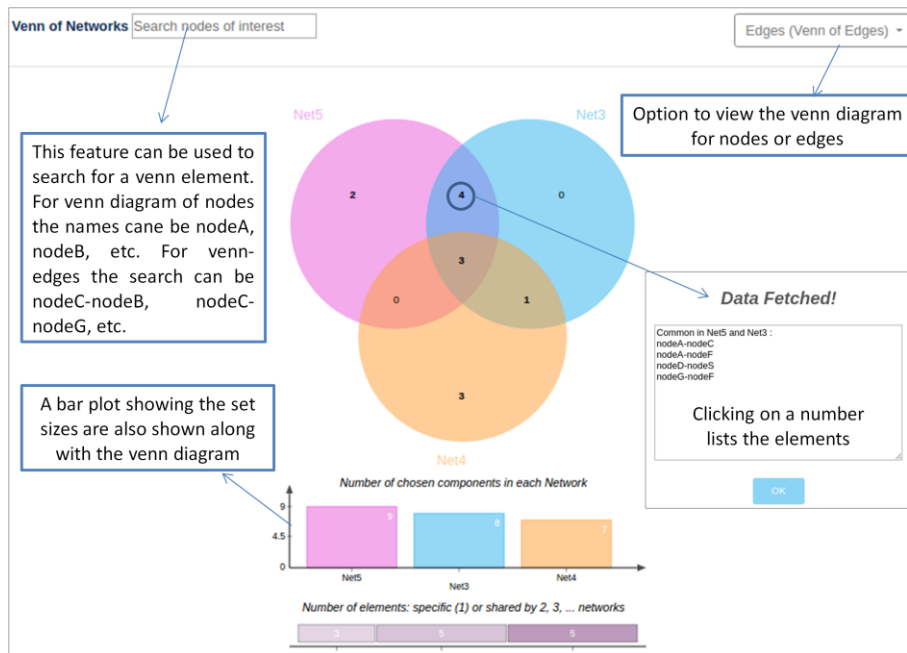 Venn of Networks
Search nodes of interest
Edges (Venn of Edges)
Option to view the venn diagram
for nodes or edges
This feature can be used to
search for a venn element.
For venn diagram of nodes
the names cane be nodeA,
nodeB, etc. For venn-
edges the search can be
nodeC-nodeB, nodeC-
nodeG, etc.
Net5
Net3
2
4
0
3
0
1
3
Net4
Data Fetched!
Common in Net5 and Net3 :
nodeA-nodeC
nodeA-nodeF
nodeD-nodeS
nodeG-nodeF
Clicking on a number
lists the elements
OK
A bar plot showing the set
sizes are also shown along
with the venn diagram
Number of chosen components in each Network
9
4.5
0
9
8
7
Net5
Net3
Net4
Number of elements: specific (1) or shared by 2, 3, ... networks
3
5
5